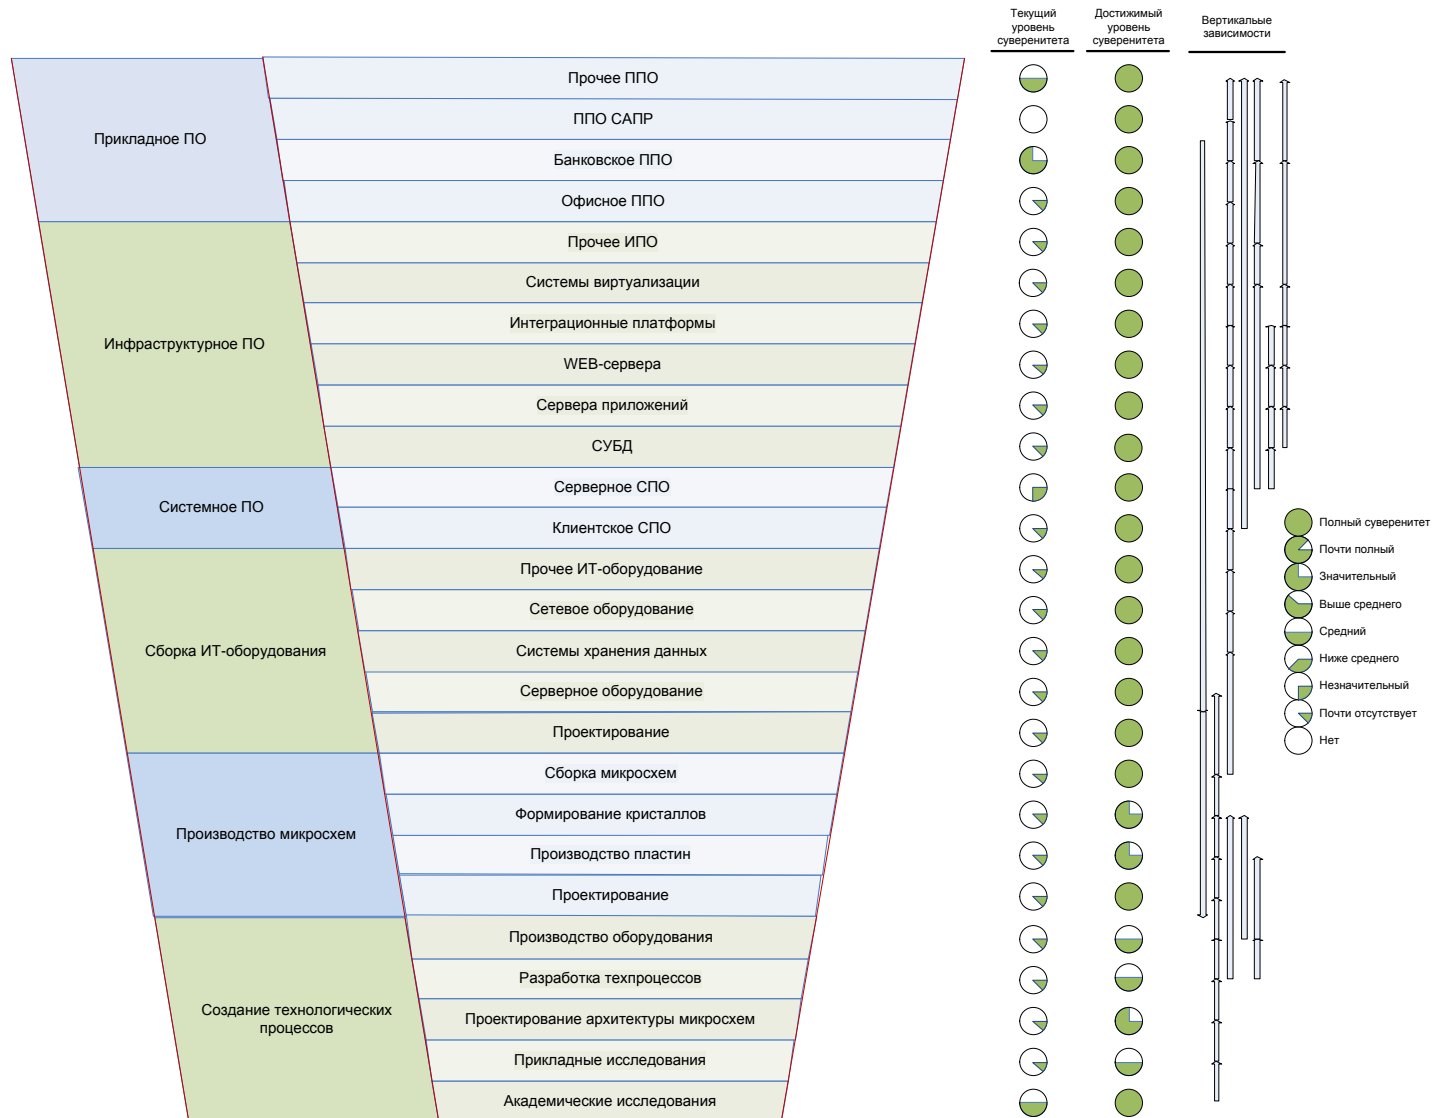 Текущий
уровень
суверенитета
Достижимый
уровень
суверенитета
Вертикальые
зависимости
Прикладное ПО
Прочее ППО
ППО САПР
Банковское ППО
Офисное ППО
Инфраструктурное ПО
Прочее ИПО
Системы виртуализации
Интеграционные платформы
WEB-сервера
Сервера приложений
СУБД
Системное ПО
Серверное СПО
Клиентское СПО
Сборка ИТ-оборудования
Прочее ИТ-оборудование
Сетевое оборудование
Системы хранения данных
Серверное оборудование
Проектирование
Производство микросхем
Сборка микросхем
Формирование кристаллов
Производство пластин
Проектирование
Создание технологических
процессов
Производство оборудования
Разработка техпроцессов
Проектирование архитектуры микросхем
Прикладные исследования
Академические исследования
Полный суверенитет
Почти полный
Значительный
Выше среднего
Средний
Ниже среднего
Незначительный
Почти отсутствует
Нет